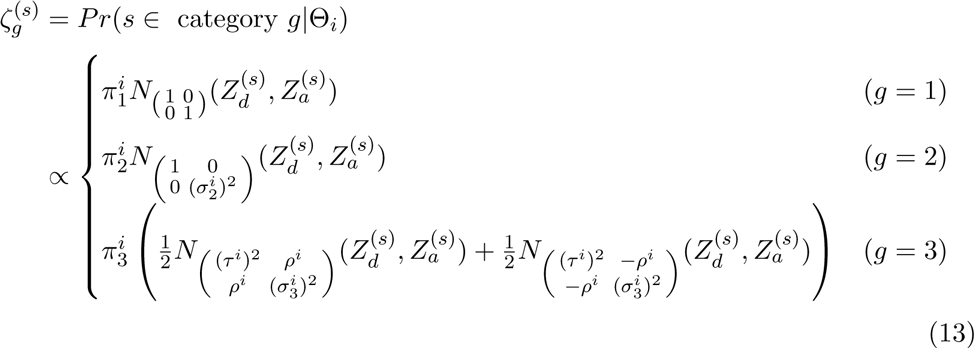 ζ_g^{(s)} = Pr(s ∈ category g|Θ_i)
∝ { π_1^i N_{(1 0; 0 1)}(Z_d^{(s)}, Z_a^{(s)}) (g = 1)
π_2^i N_{(1 0; 0 (σ_2^i)^2)}(Z_d^{(s)}, Z_a^{(s)}) (g = 2)
π_3^i ( 1/2 N_{((τ^i)^2 ρ^i; ρ^i (σ_3^i)^2)}(Z_d^{(s)}, Z_a^{(s)}) + 1/2 N_{((τ^i)^2 −ρ^i; −ρ^i (σ_3^i)^2)}(Z_d^{(s)}, Z_a^{(s)}) ) (g = 3)
(13)